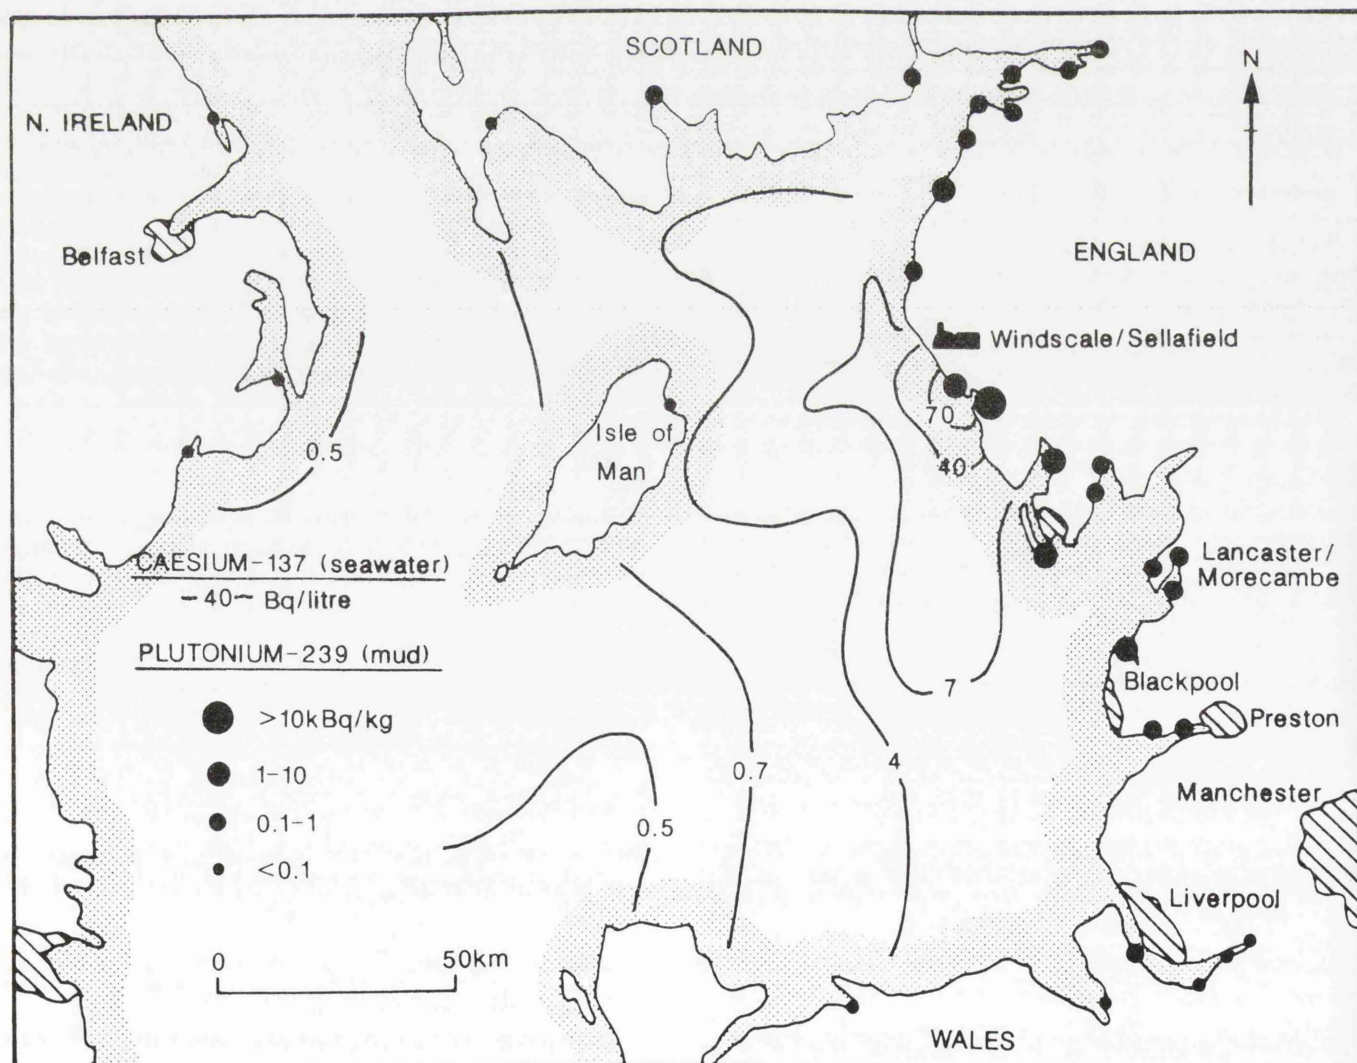 SCOTLAND
N
N. IRELAND
Belfast
ENGLAND
Windscale/Sellafield
70
Isle of
Man
0.5
40
CAESIUM-137 (seawater)
-40~ Bq/litre
Lancaster/
Morecambe
PLUTONIUM-239 (mud)
7
Blackpool
>10kBq/kg
Preston
0.7
4
1-10
Manchester
0.1-1
0.5
<0.1
Liverpool
0
50km
WALES